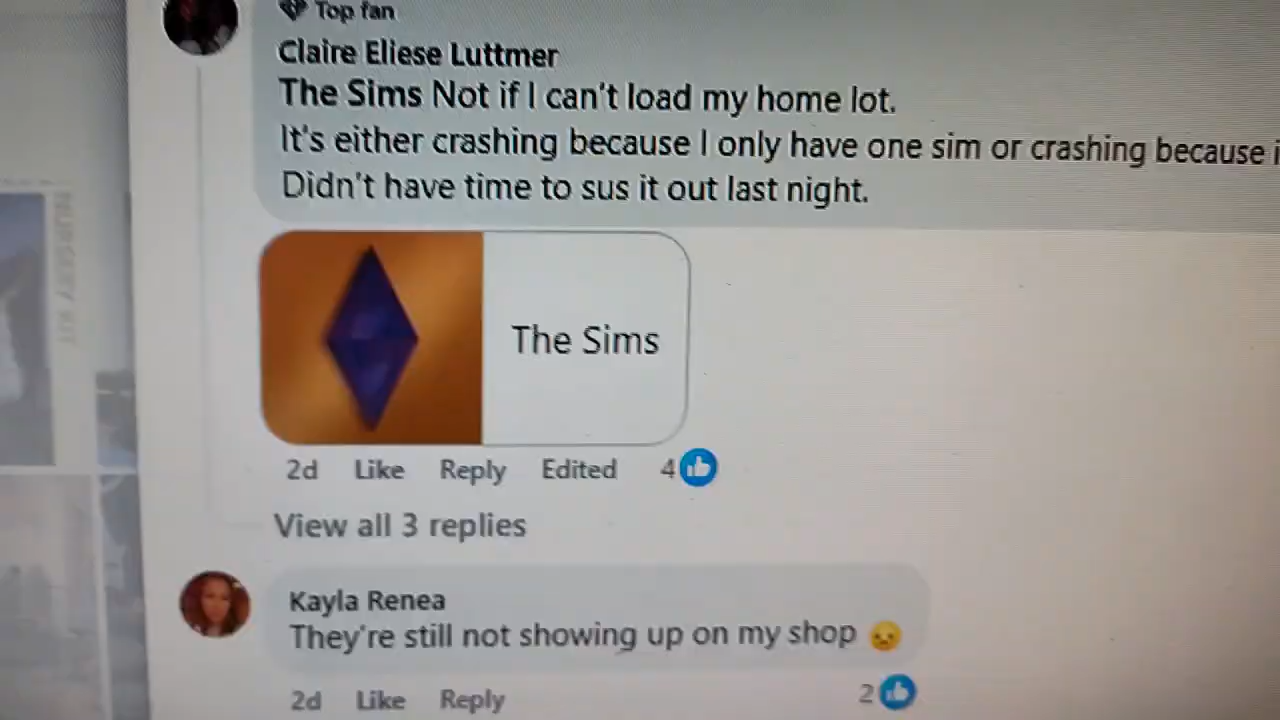 Top fan
Claire Eliese Luttmer
The Sims Not if I can't load my home lot.
It's either crashing because I only have one sim or crashing because i
Didn't have time to sus it out last night.
The Sims
2d Like Reply Edited 4
View all 3 replies
Kayla Renea
They're still not showing up on my shop
2d Like Reply 2